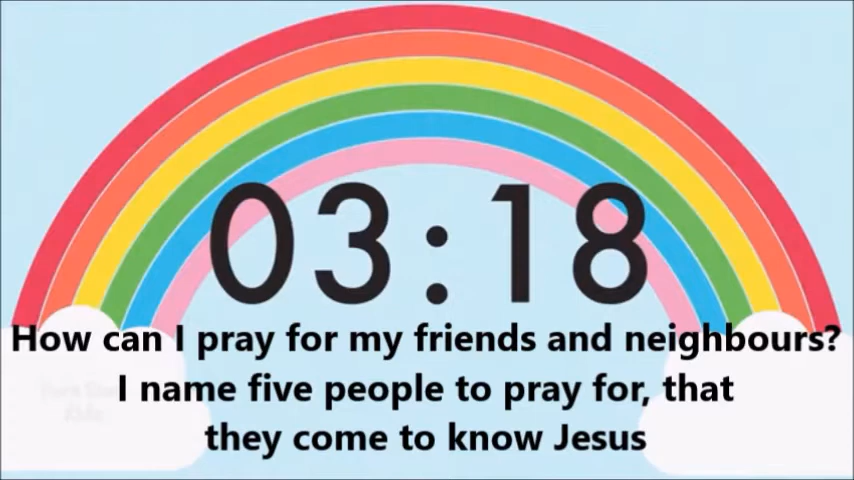 03:18
How can I pray for my friends and neighbours?
I name five people to pray for, that
they come to know Jesus